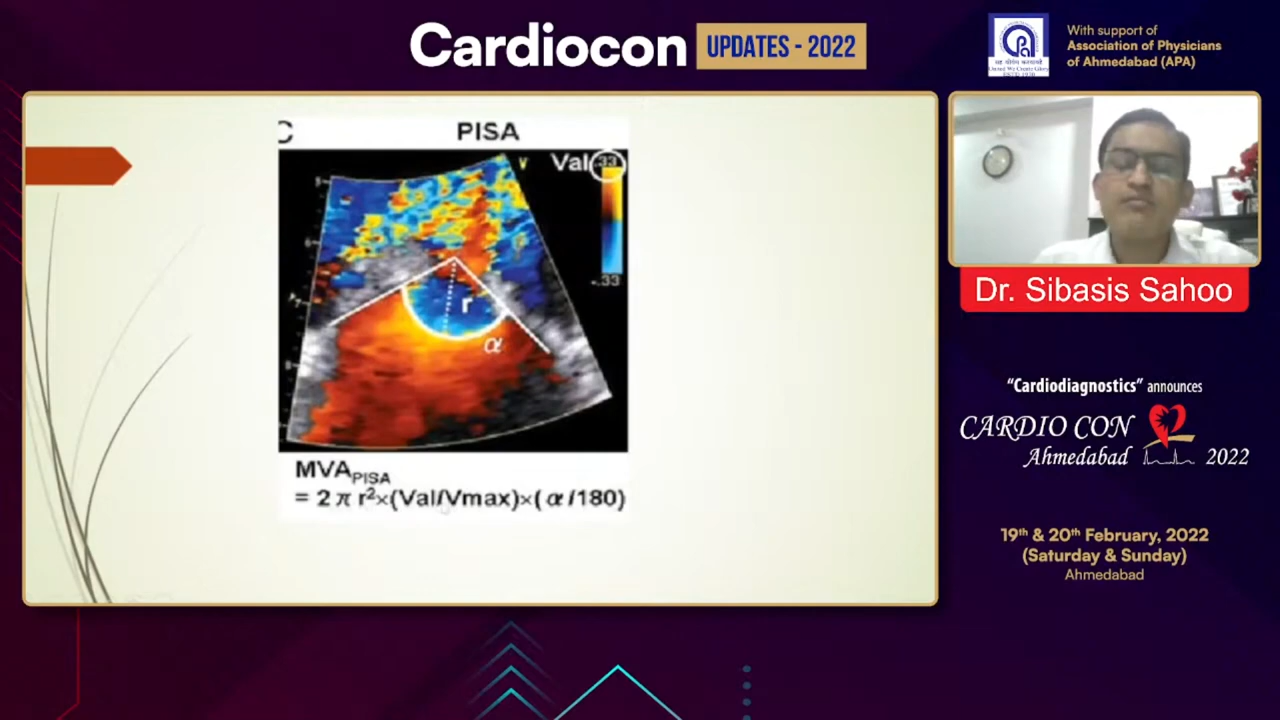 Cardiocon UPDATES - 2022
With support of
Association of Physicians
of Ahmedabad (APA)
C PISA
Val .33
V
-.33
r
α
MVA PISA
= 2 π r²×(Val/Vmax)×( α /180)
Dr. Sibasis Sahoo
“Cardiodiagnostics” announces
CARDIO CON
Ahmedabad 2022
19th & 20th February, 2022
(Saturday & Sunday)
Ahmedabad